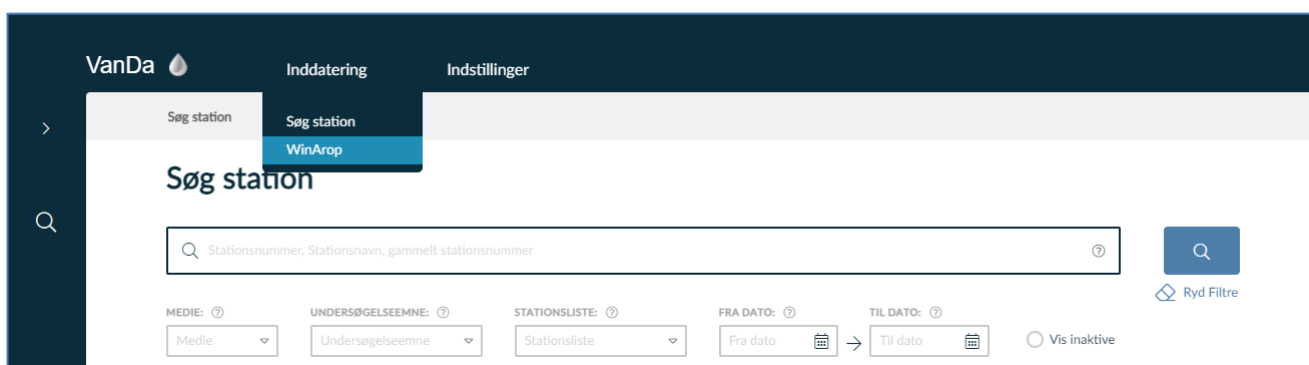 VanDa Inddatering Indstillinger
Søg station Søg station
WinArop
Søg station
Stationsnummer, Stationsnavn, gammelt stationsnummer
Ryd Filtre
MEDIE: UNDERSØGELSEEMNE: STATIONSLISTE: FRA DATO: TIL DATO:
Medie Undersøgelseemne Stationsliste Fra dato Til dato Vis inaktive